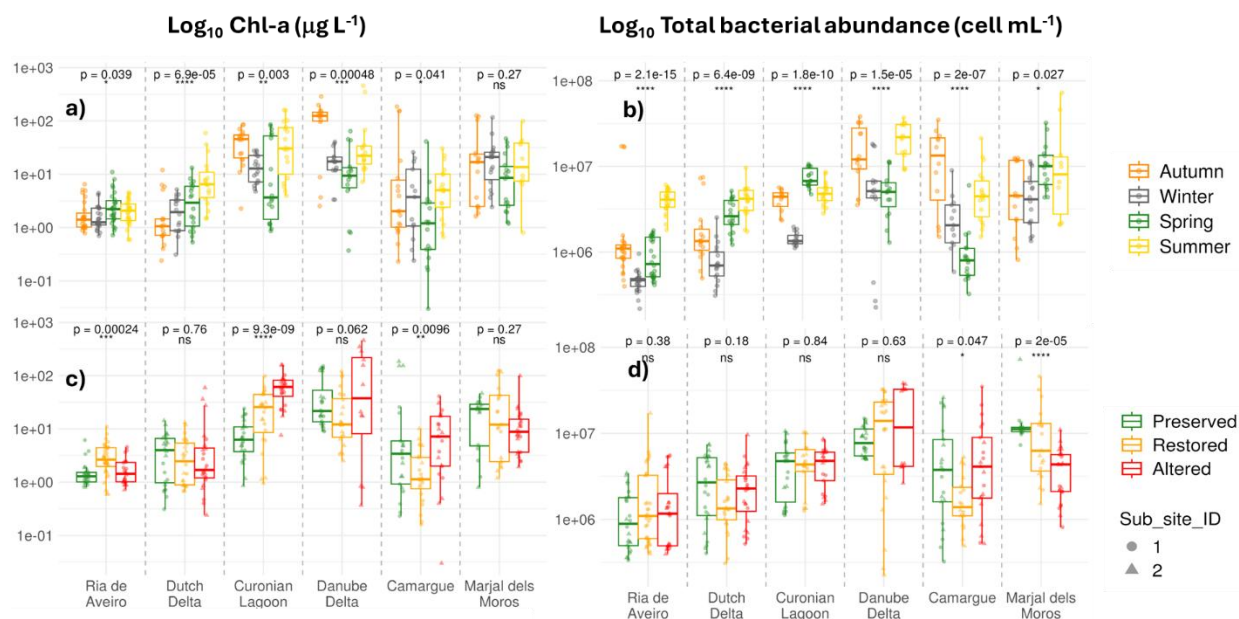 Log₁₀ Chl-a (µg L⁻¹)
Log₁₀ Total bacterial abundance (cell mL⁻¹)
1e+03
p = 0.039
*
p = 6.9e-05
****
p = 0.003
**
p = 0.00048
***
p = 0.041
*
p = 0.27
ns
a)
1e+02
1e+01
1e+00
1e-01
1e+08
p = 2.1e-15
****
p = 6.4e-09
****
p = 1.8e-10
****
p = 1.5e-05
****
p = 2e-07
****
p = 0.027
*
b)
1e+07
1e+06
Autumn
Winter
Spring
Summer
1e+03
p = 0.00024
***
p = 0.76
ns
p = 9.3e-09
****
p = 0.062
ns
p = 0.0096
**
p = 0.27
ns
c)
1e+02
1e+01
1e+00
1e-01
Ria de
Aveiro
Dutch
Delta
Curonian
Lagoon
Danube
Delta
Camargue
Marjal dels
Moros
1e+08
p = 0.38
ns
p = 0.18
ns
p = 0.84
ns
p = 0.63
ns
p = 0.047
*
p = 2e-05
****
d)
1e+07
1e+06
Ria de
Aveiro
Dutch
Delta
Curonian
Lagoon
Danube
Delta
Camargue
Marjal dels
Moros
Preserved
Restored
Altered
Sub_site_ID
1
2